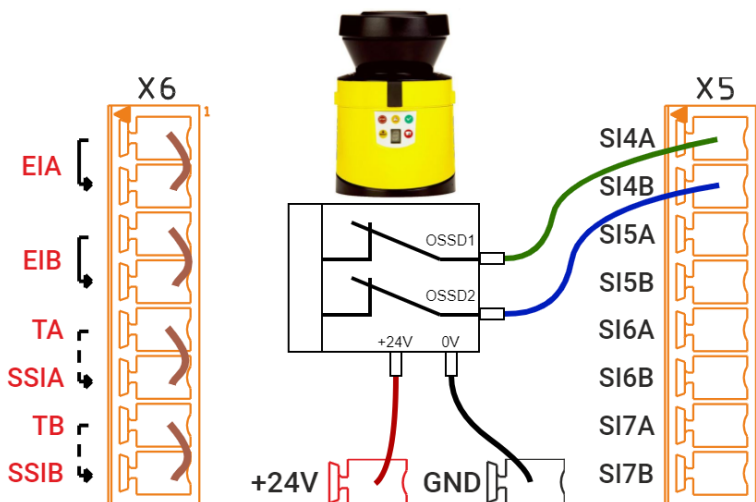 X6
1
EIA
EIB
TA
SSIA
TB
SSIB
OSSD1
OSSD2
+24V
0V
+24V
GND
X5
SI4A
SI4B
SI5A
SI5B
SI6A
SI6B
SI7A
SI7B